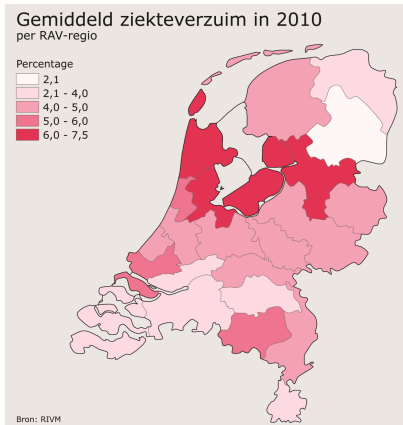 Gemiddeld ziekteverzuim in 2010
per RAV-regio
Percentage
2,1
2,1 - 4,0
4,0 - 5,0
5,0 - 6,0
6,0 - 7,5
Bron: RIVM